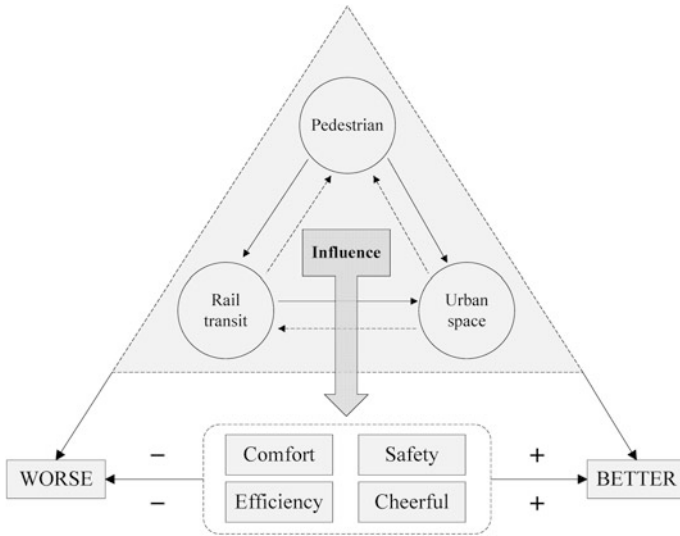 Pedestrian
Influence
Rail
transit
Urban
space
Comfort
Safety
WORSE
BETTER
Efficiency
Cheerful
−
+
−
+